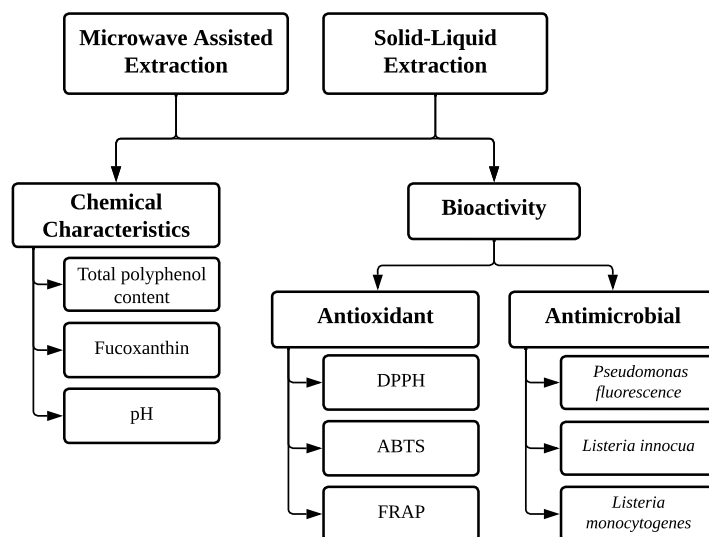 Microwave Assisted
Extraction
Solid-Liquid
Extraction
Chemical
Characteristics
Total polyphenol
content
Fucoxanthin
pH
Bioactivity
Antioxidant
DPPH
ABTS
FRAP
Antimicrobial
Pseudomonas
fluorescence
Listeria innocua
Listeria
monocytogenes